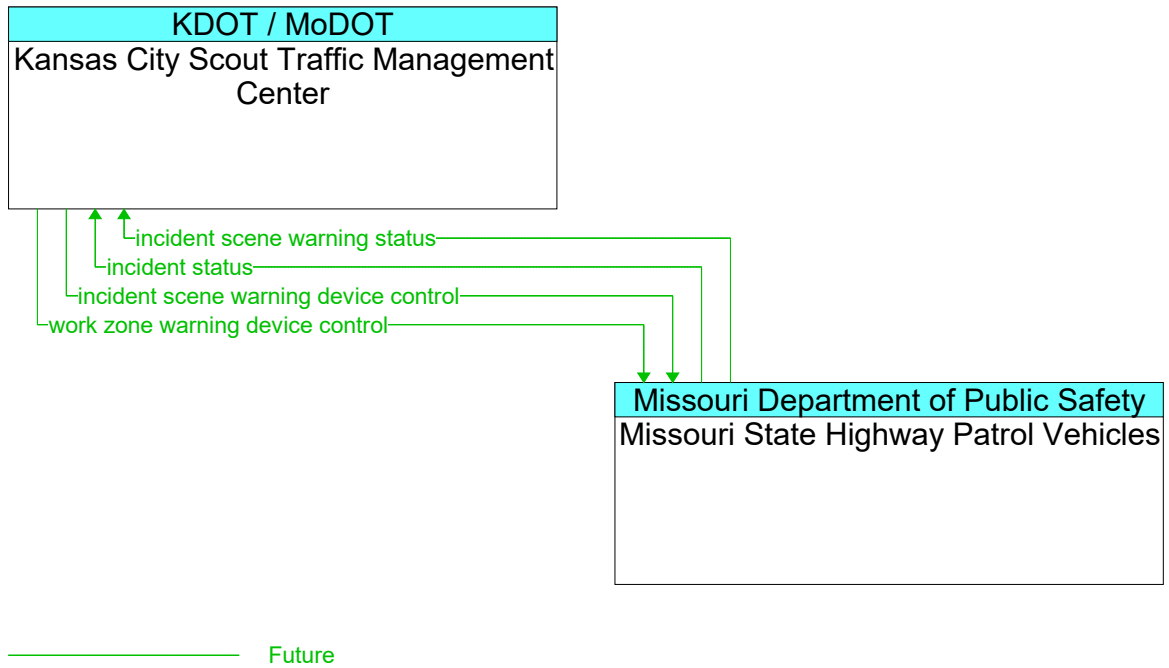 KDOT / MoDOT
Kansas City Scout Traffic Management
Center
incident scene warning status
incident status
incident scene warning device control
work zone warning device control
Missouri Department of Public Safety
Missouri State Highway Patrol Vehicles
Future